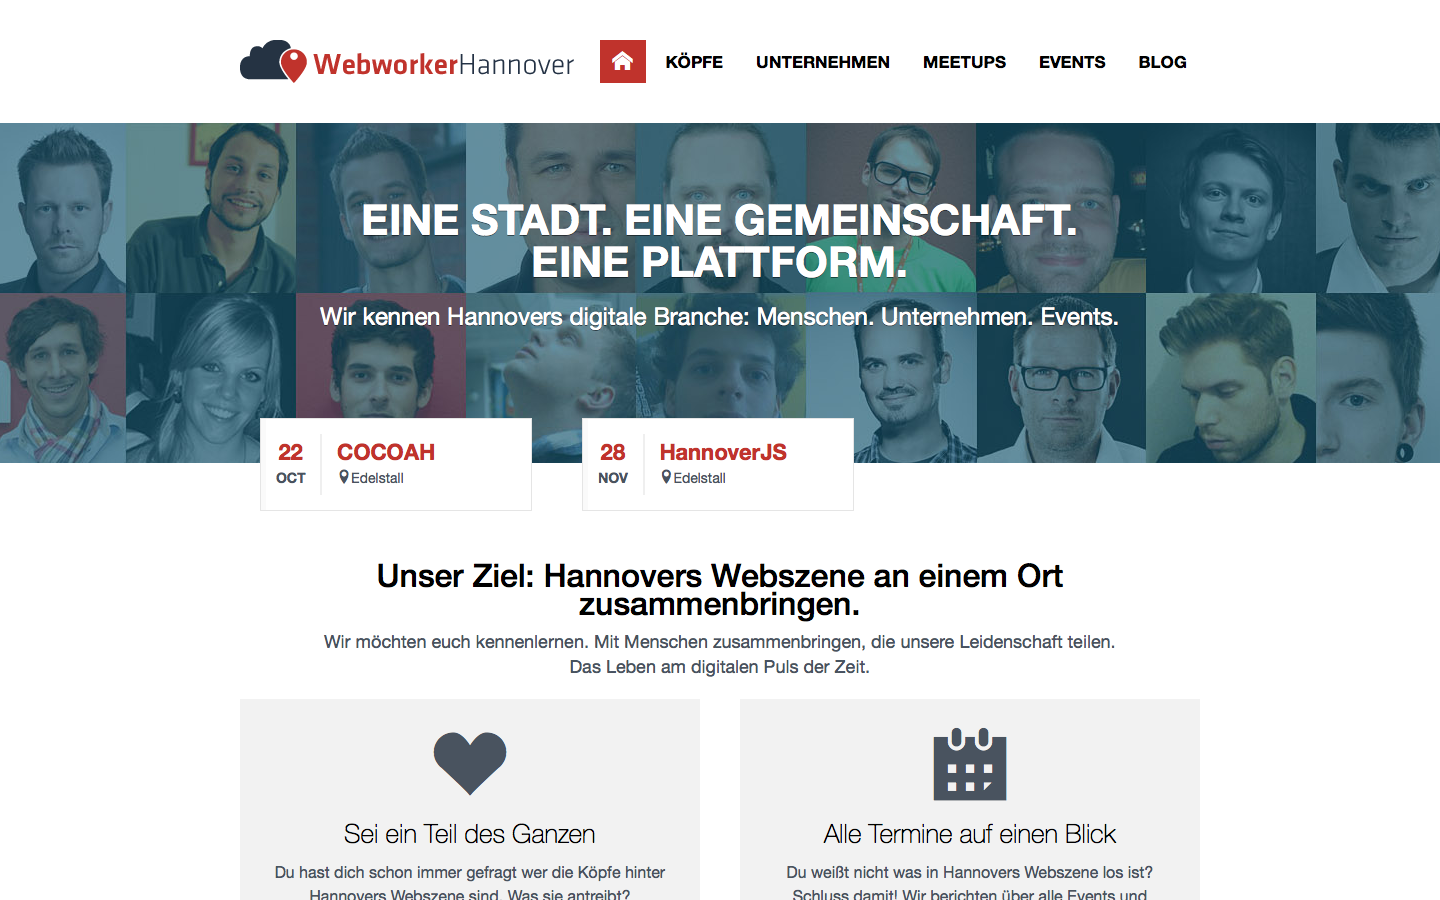 WebworkerHannover
KÖPFE
UNTERNEHMEN
MEETUPS
EVENTS
BLOG
EINE STADT. EINE GEMEINSCHAFT.
EINE PLATTFORM.
Wir kennen Hannovers digitale Branche: Menschen. Unternehmen. Events.
22
OCT
COCOAH
Edelstall
28
NOV
HannoverJS
Edelstall
Unser Ziel: Hannovers Webszene an einem Ort
zusammenbringen.
Wir möchten euch kennenlernen. Mit Menschen zusammenbringen, die unsere Leidenschaft teilen.
Das Leben am digitalen Puls der Zeit.
Sei ein Teil des Ganzen
Du hast dich schon immer gefragt wer die Köpfe hinter
Hannovers Webszene sind. Was sie antreibt?
Alle Termine auf einen Blick
Du weißt nicht was in Hannovers Webszene los ist?
Schluss damit! Wir berichten über alle Events und